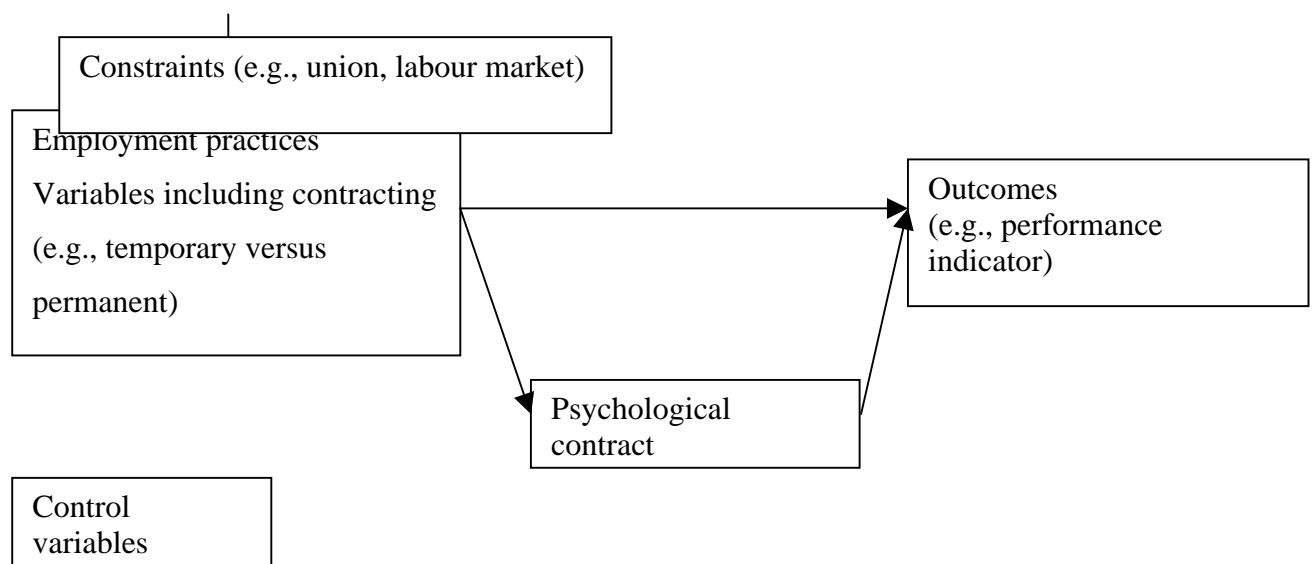 Constraints (e.g., union, labour market)
Employment practices
Variables including contracting
(e.g., temporary versus
permanent)
Outcomes
(e.g., performance
indicator)
Psychological
contract
Control
variables